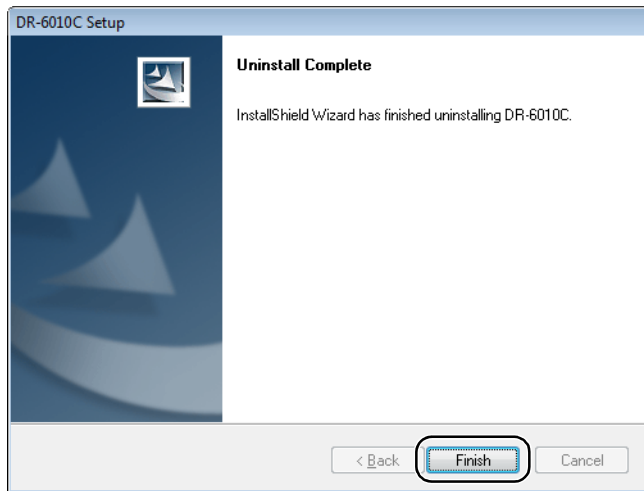 DR-6010C Setup
Uninstall Complete
InstallShield Wizard has finished uninstalling DR-6010C.
< Back
Finish
Cancel